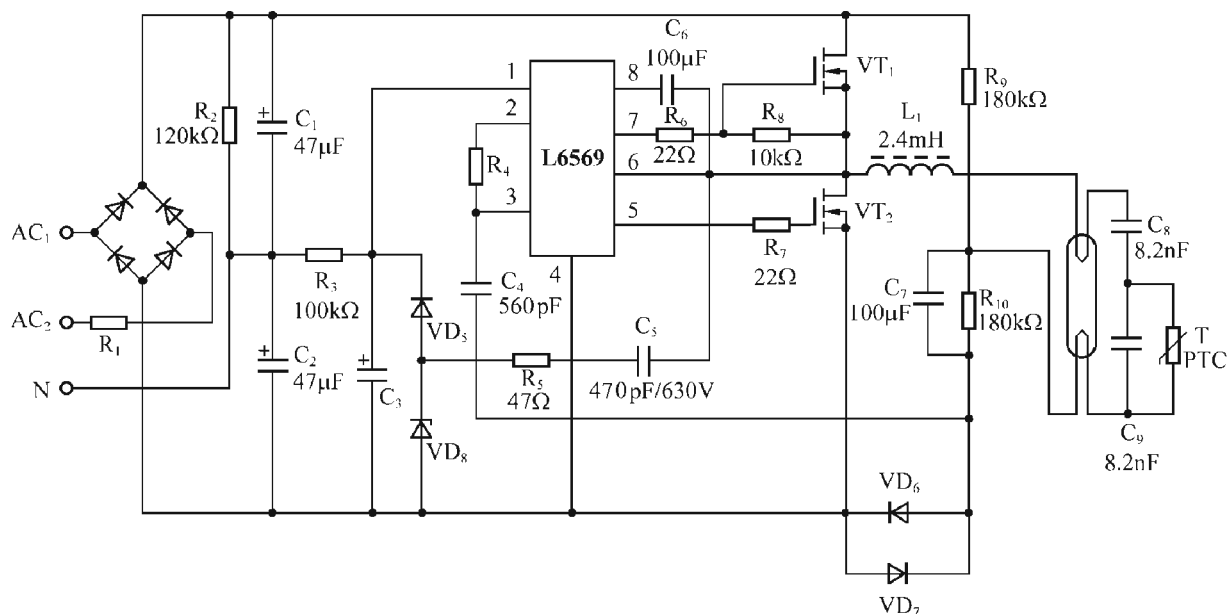 C₆
100μF
1
8
VT₁
R₉
180kΩ
R₂
120kΩ
C₁
47μF
2
7
R₆
22Ω
R₈
10kΩ
L₁
2.4mH
R₄
L6569
6
3
5
VT₂
R₇
22Ω
AC₁
C₈
8.2nF
R₃
100kΩ
C₄
560pF
4
C₇
100μF
R₁₀
180kΩ
AC₂
R₁
VD₅
C₅
470pF/630V
T
PTC
N
C₂
47μF
C₃
R₅
47Ω
VD₈
C₉
8.2nF
VD₆
VD₇
+
+
+